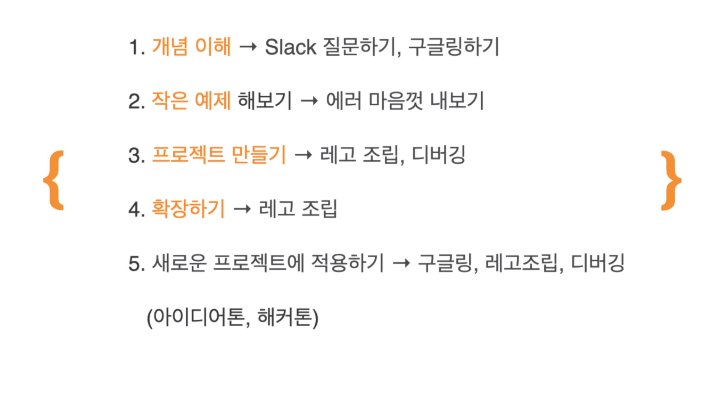 1. 개념 이해 → Slack 질문하기, 구글링하기
2. 작은 예제 해보기 → 에러 마음껏 내보기
{ }
3. 프로젝트 만들기 → 레고 조립, 디버깅
4. 확장하기 → 레고 조립
5. 새로운 프로젝트에 적용하기 → 구글링, 레고조립, 디버깅
(아이디어톤, 해커톤)